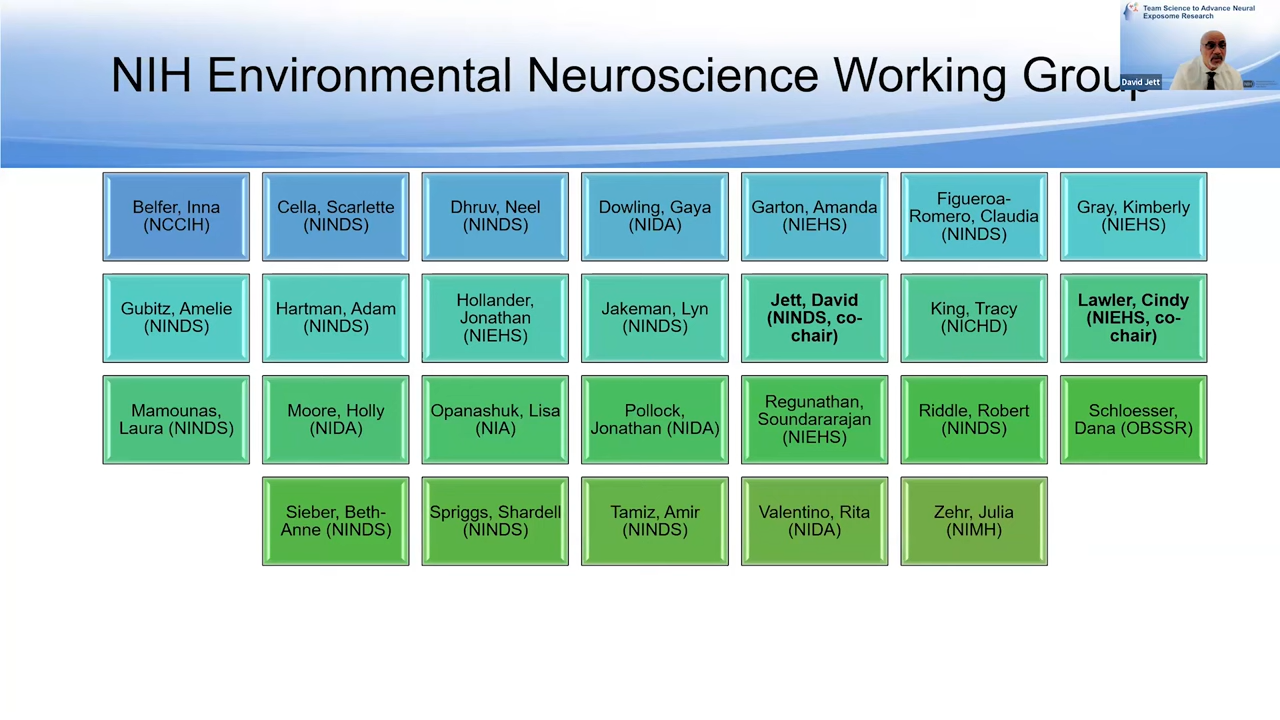 Team Science to Advance Neural
Exposome Research
David Jett
NIH Environmental Neuroscience Working Group
Belfer, Inna
(NCCIH)
Cella, Scarlette
(NINDS)
Dhruv, Neel
(NINDS)
Dowling, Gaya
(NIDA)
Garton, Amanda
(NIEHS)
Figueroa-
Romero, Claudia
(NINDS)
Gray, Kimberly
(NIEHS)
Gubitz, Amelie
(NINDS)
Hartman, Adam
(NINDS)
Hollander,
Jonathan
(NIEHS)
Jakeman, Lyn
(NINDS)
Jett, David
(NINDS, co-
chair)
King, Tracy
(NICHD)
Lawler, Cindy
(NIEHS, co-
chair)
Mamounas,
Laura (NINDS)
Moore, Holly
(NIDA)
Opanashuk, Lisa
(NIA)
Pollock,
Jonathan (NIDA)
Regunathan,
Soundararajan
(NIEHS)
Riddle, Robert
(NINDS)
Schloesser,
Dana (OBSSR)
Sieber, Beth-
Anne (NINDS)
Spriggs, Shardell
(NINDS)
Tamiz, Amir
(NINDS)
Valentino, Rita
(NIDA)
Zehr, Julia
(NIMH)